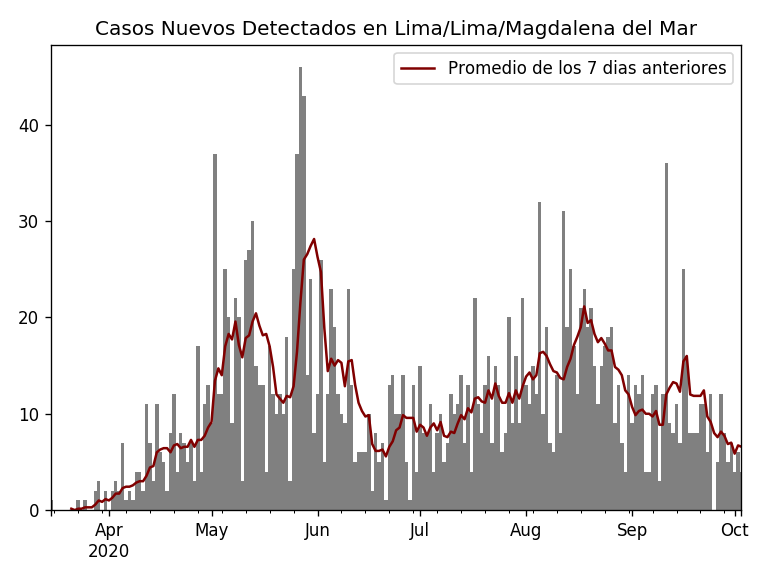 Casos Nuevos Detectados en Lima/Lima/Magdalena del Mar
Promedio de los 7 dias anteriores
40
30
20
10
0
Apr May Jun Jul Aug Sep Oct
2020